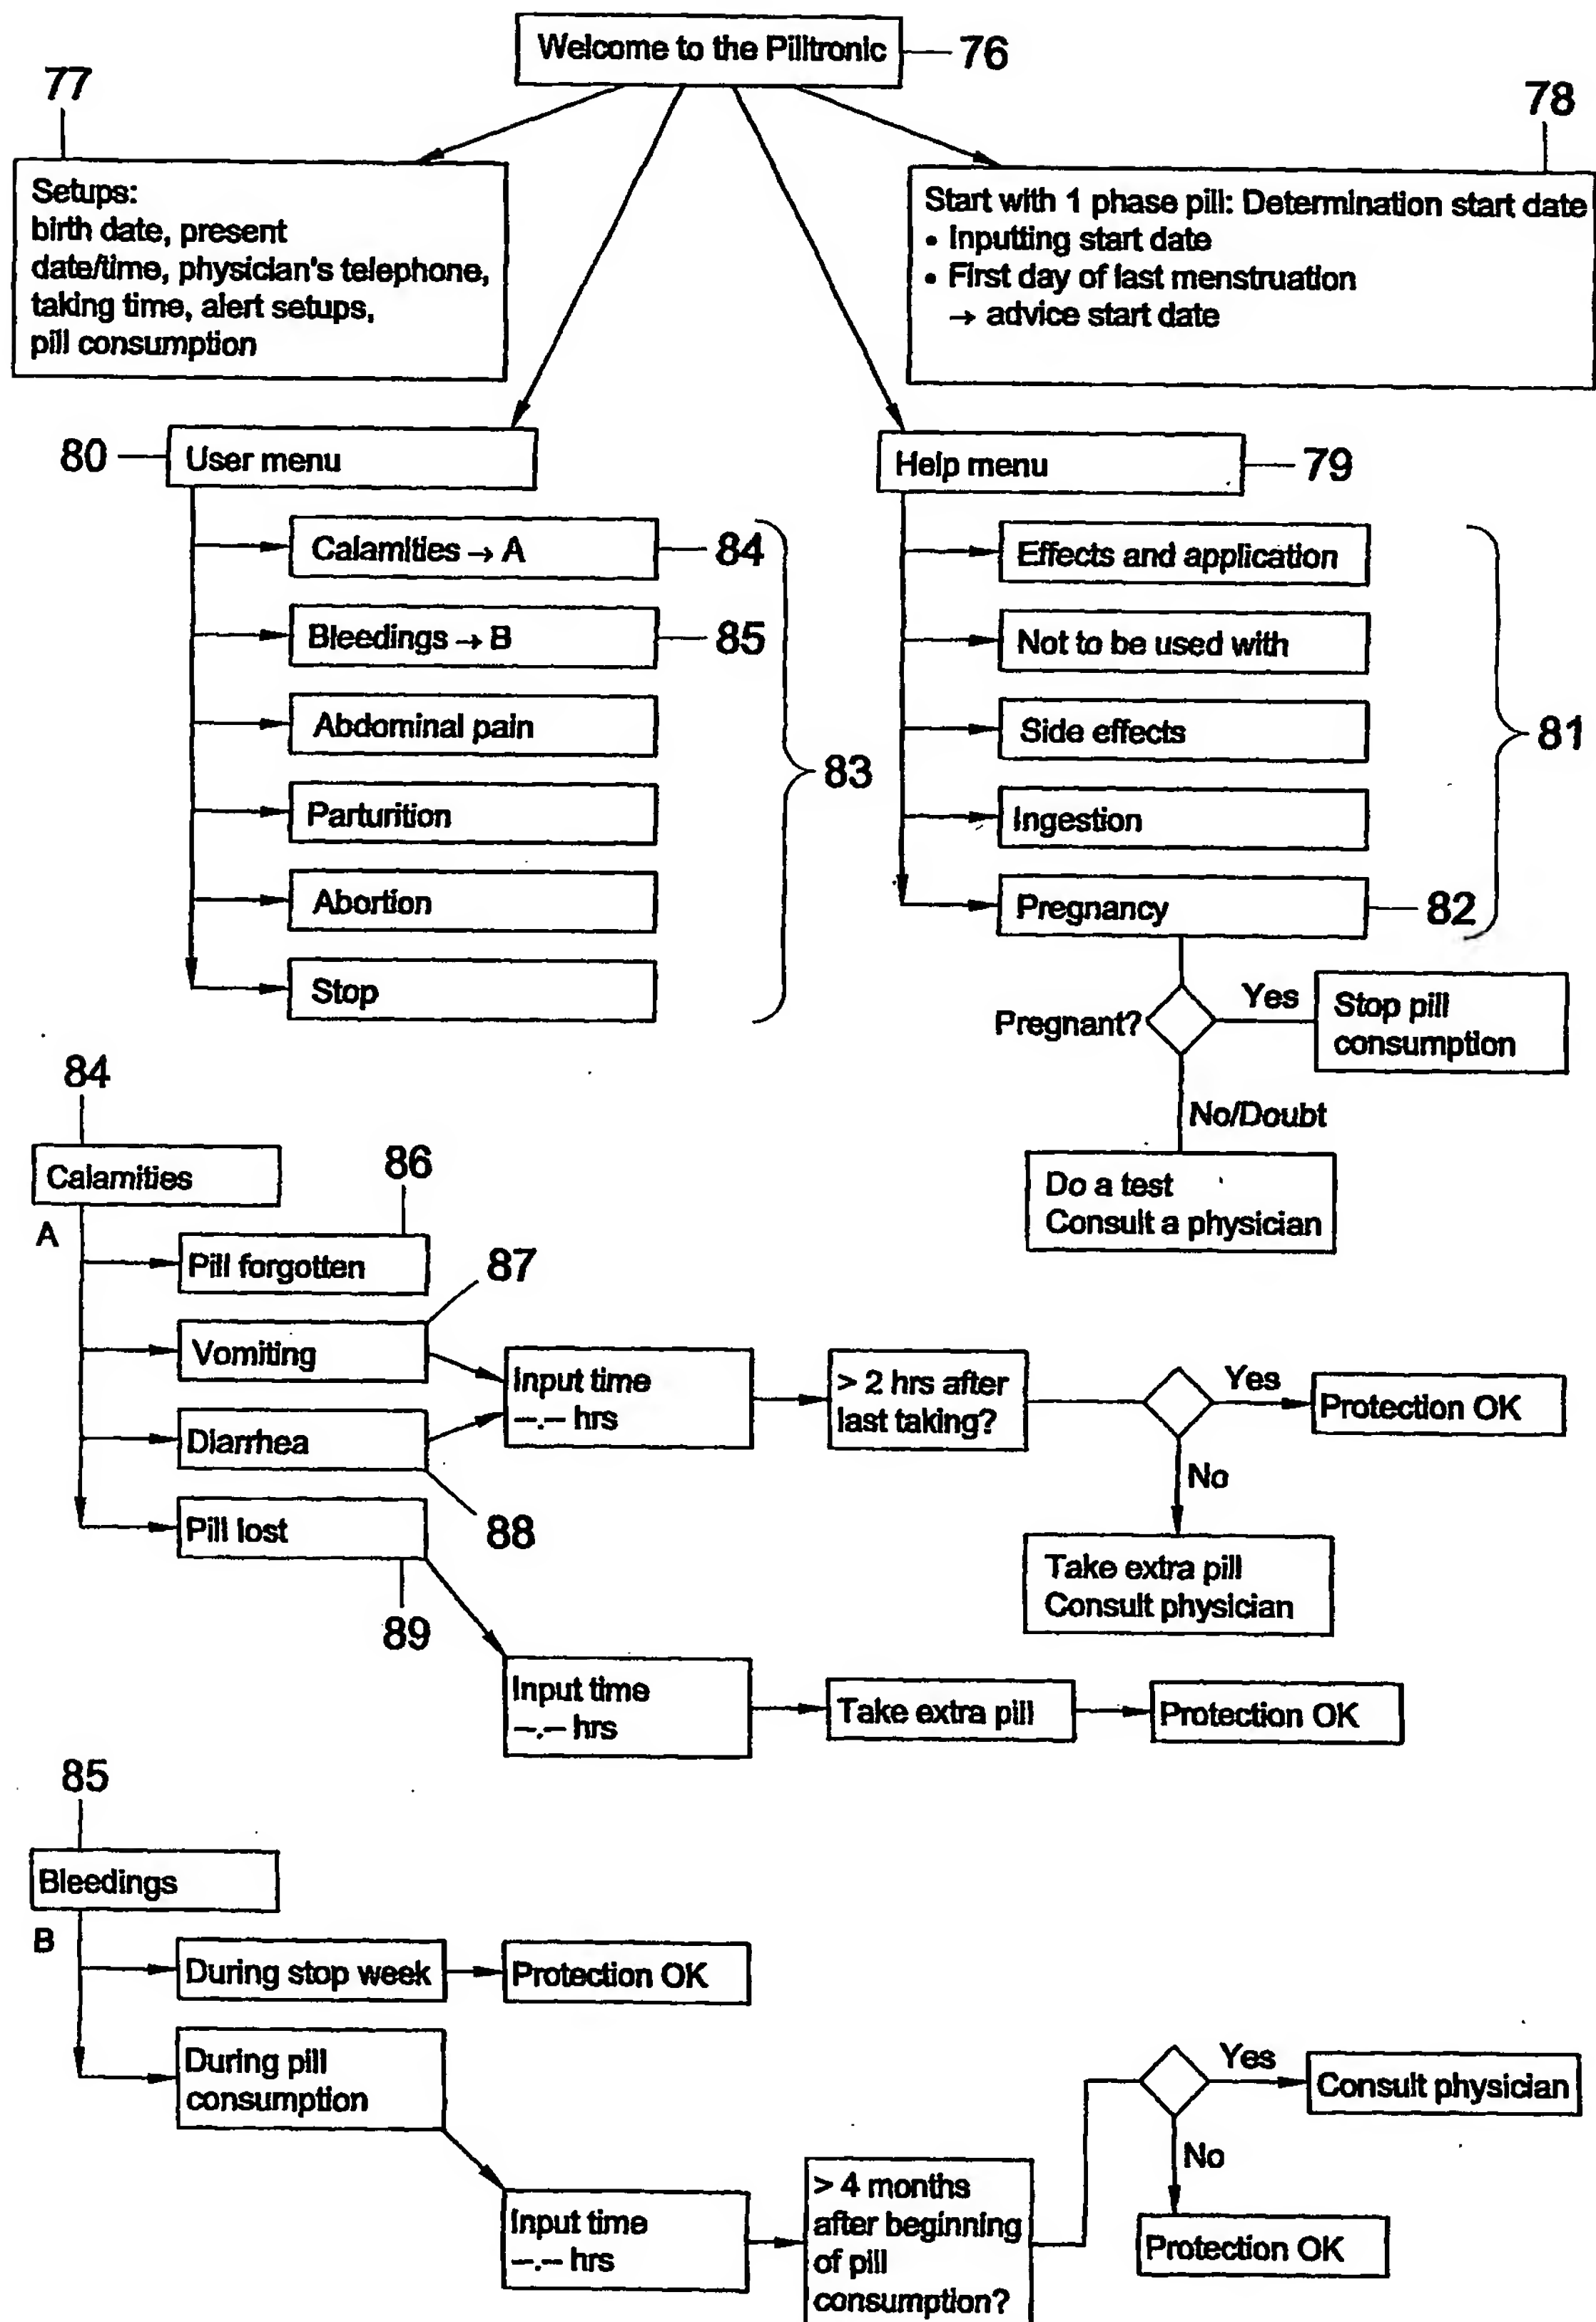 Welcome to the Pilltronic
76
77
78
Setups:
birth date, present
date/time, physician's telephone,
taking time, alert setups,
pill consumption
Start with 1 phase pill: Determination start date
• Inputting start date
• First day of last menstruation
→ advice start date
80
User menu
Help menu
79
Calamities → A
84
Bleedings → B
85
Abdominal pain
Parturition
Abortion
Stop
83
Effects and application
Not to be used with
Side effects
Ingestion
Pregnancy
82
81
Pregnant?
Yes
Stop pill
consumption
No/Doubt
Do a test
Consult a physician
84
Calamities
A
86
Pill forgotten
87
Vomiting
Diarrhea
88
Pill lost
89
Input time
–.– hrs
> 2 hrs after
last taking?
Yes
Protection OK
No
Take extra pill
Consult physician
Input time
–.– hrs
Take extra pill
Protection OK
85
Bleedings
B
During stop week
Protection OK
During pill
consumption
Input time
–.– hrs
> 4 months
after beginning
of pill
consumption?
Yes
Consult physician
No
Protection OK